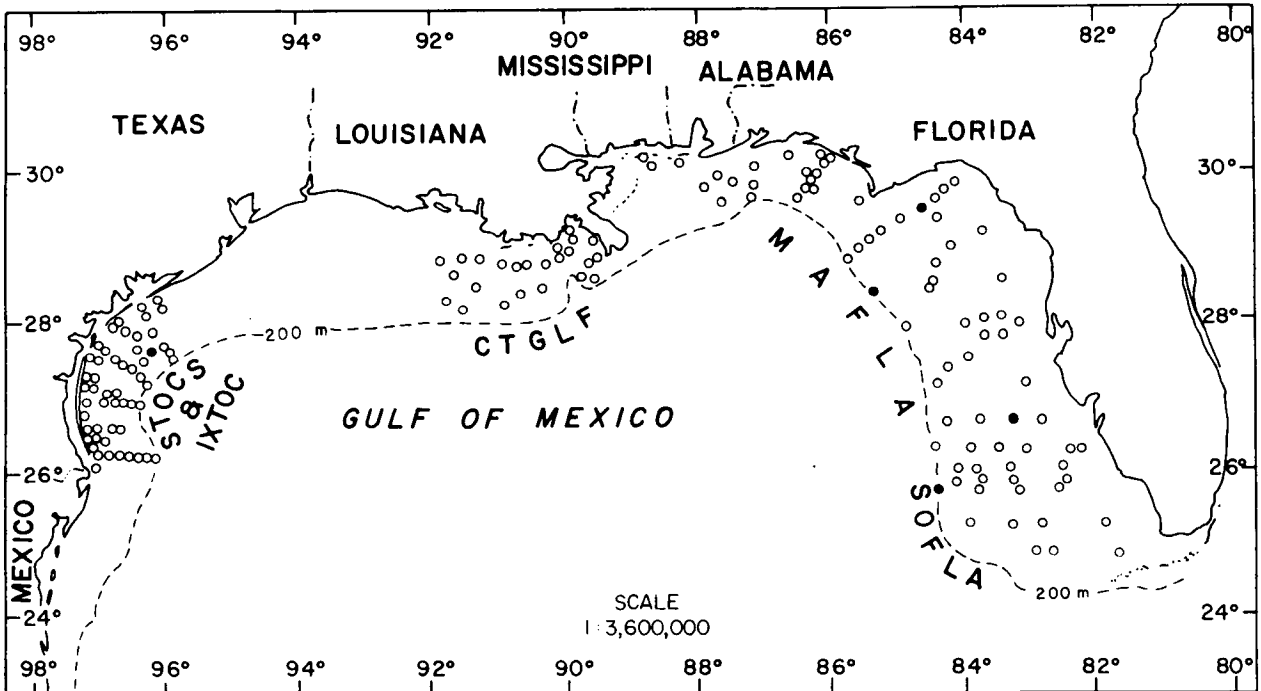 98° 96° 94° 92° 90° 88° 86° 84° 82° 80°
MISSISSIPPI ALABAMA
TEXAS LOUISIANA FLORIDA
30° 30°
MAFLA
28° 28°
200 m
CTGLF
STOCS
&
IXTOC
GULF OF MEXICO
26° 26°
SOFLA
MEXICO
200 m
SCALE
1:3,600,000
24° 24°
98° 96° 94° 92° 90° 88° 86° 84° 82° 80°